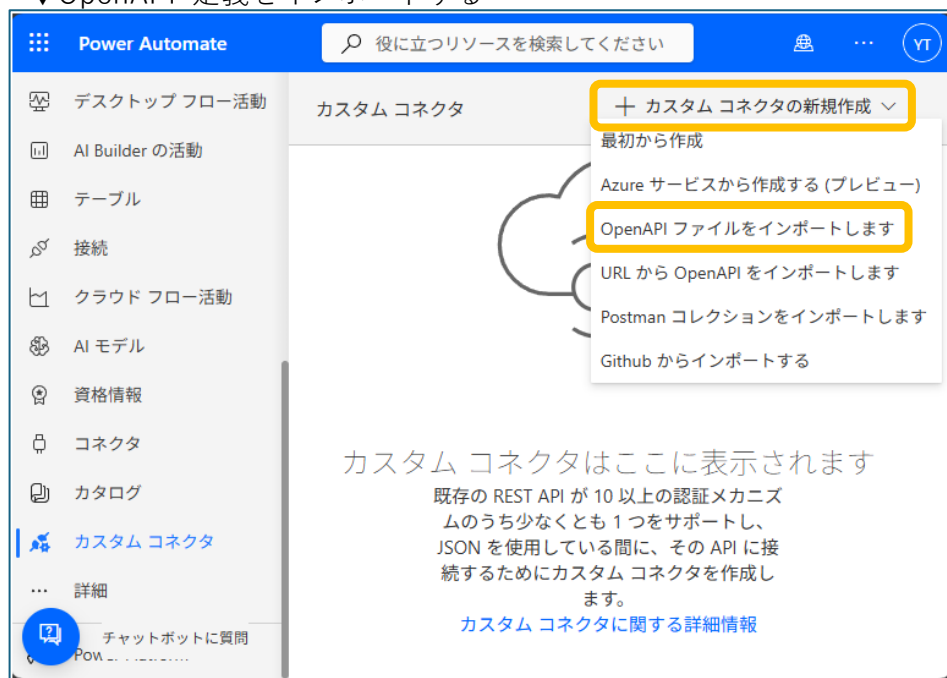 ▼OpenAPI 定義をインポートする
Power Automate
役に立つリソースを検索してください
YT
デスクトップ フロー活動
AI Builder の活動
テーブル
接続
クラウド フロー活動
AI モデル
資格情報
コネクタ
カタログ
カスタム コネクタ
詳細
チャットボットに質問
カスタム コネクタ
カスタム コネクタの新規作成
最初から作成
Azure サービスから作成する (プレビュー)
OpenAPI ファイルをインポートします
URL から OpenAPI をインポートします
Postman コレクションをインポートします
Github からインポートする
カスタム コネクタはここに表示されます
既存の REST API が 10 以上の認証メカニズ
ムのうち少なくとも 1 つをサポートし、
JSON を使用している間に、その API に接
続するためにカスタム コネクタを作成し
ます。
カスタム コネクタに関する詳細情報